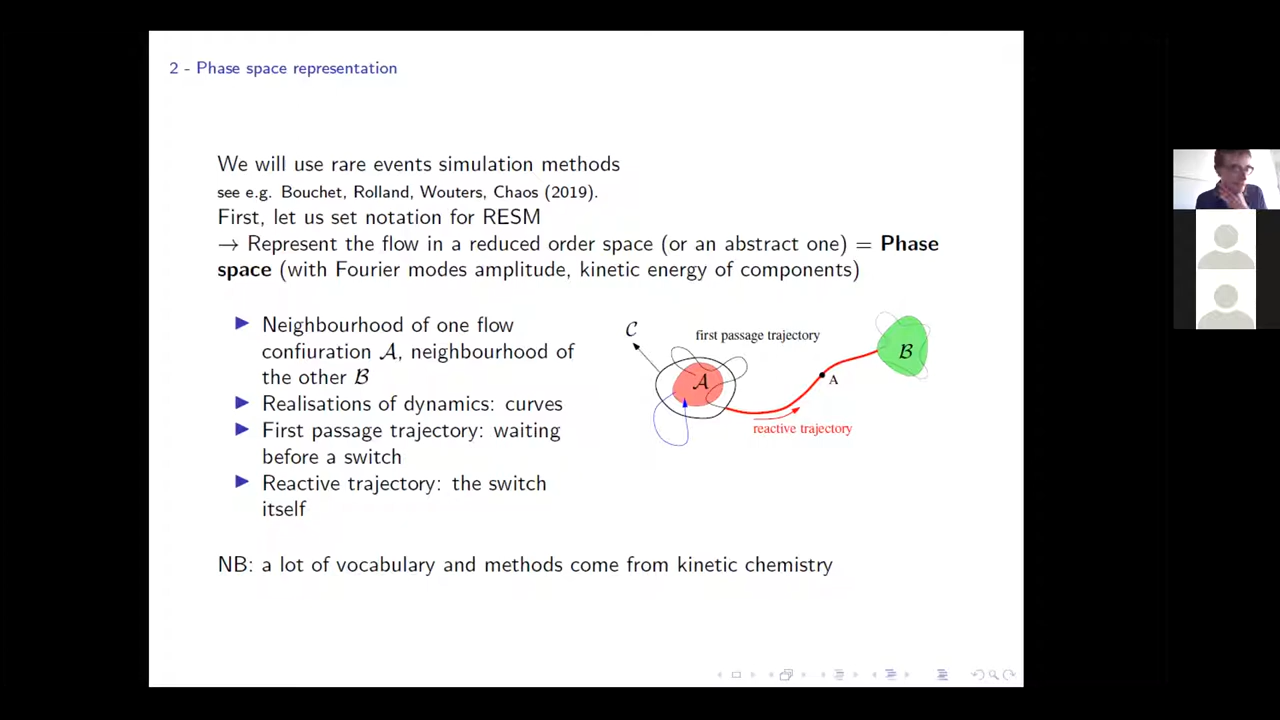 2 - Phase space representation
We will use rare events simulation methods
see e.g. Bouchet, Rolland, Wouters, Chaos (2019).
First, let us set notation for RESM
→ Represent the flow in a reduced order space (or an abstract one) = Phase
space (with Fourier modes amplitude, kinetic energy of components)
▶ Neighbourhood of one flow
confiuration 𝒜, neighbourhood of
the other ℬ
▶ Realisations of dynamics: curves
▶ First passage trajectory: waiting
before a switch
▶ Reactive trajectory: the switch
itself
𝒞
first passage trajectory
𝒜
ℬ
A
reactive trajectory
NB: a lot of vocabulary and methods come from kinetic chemistry